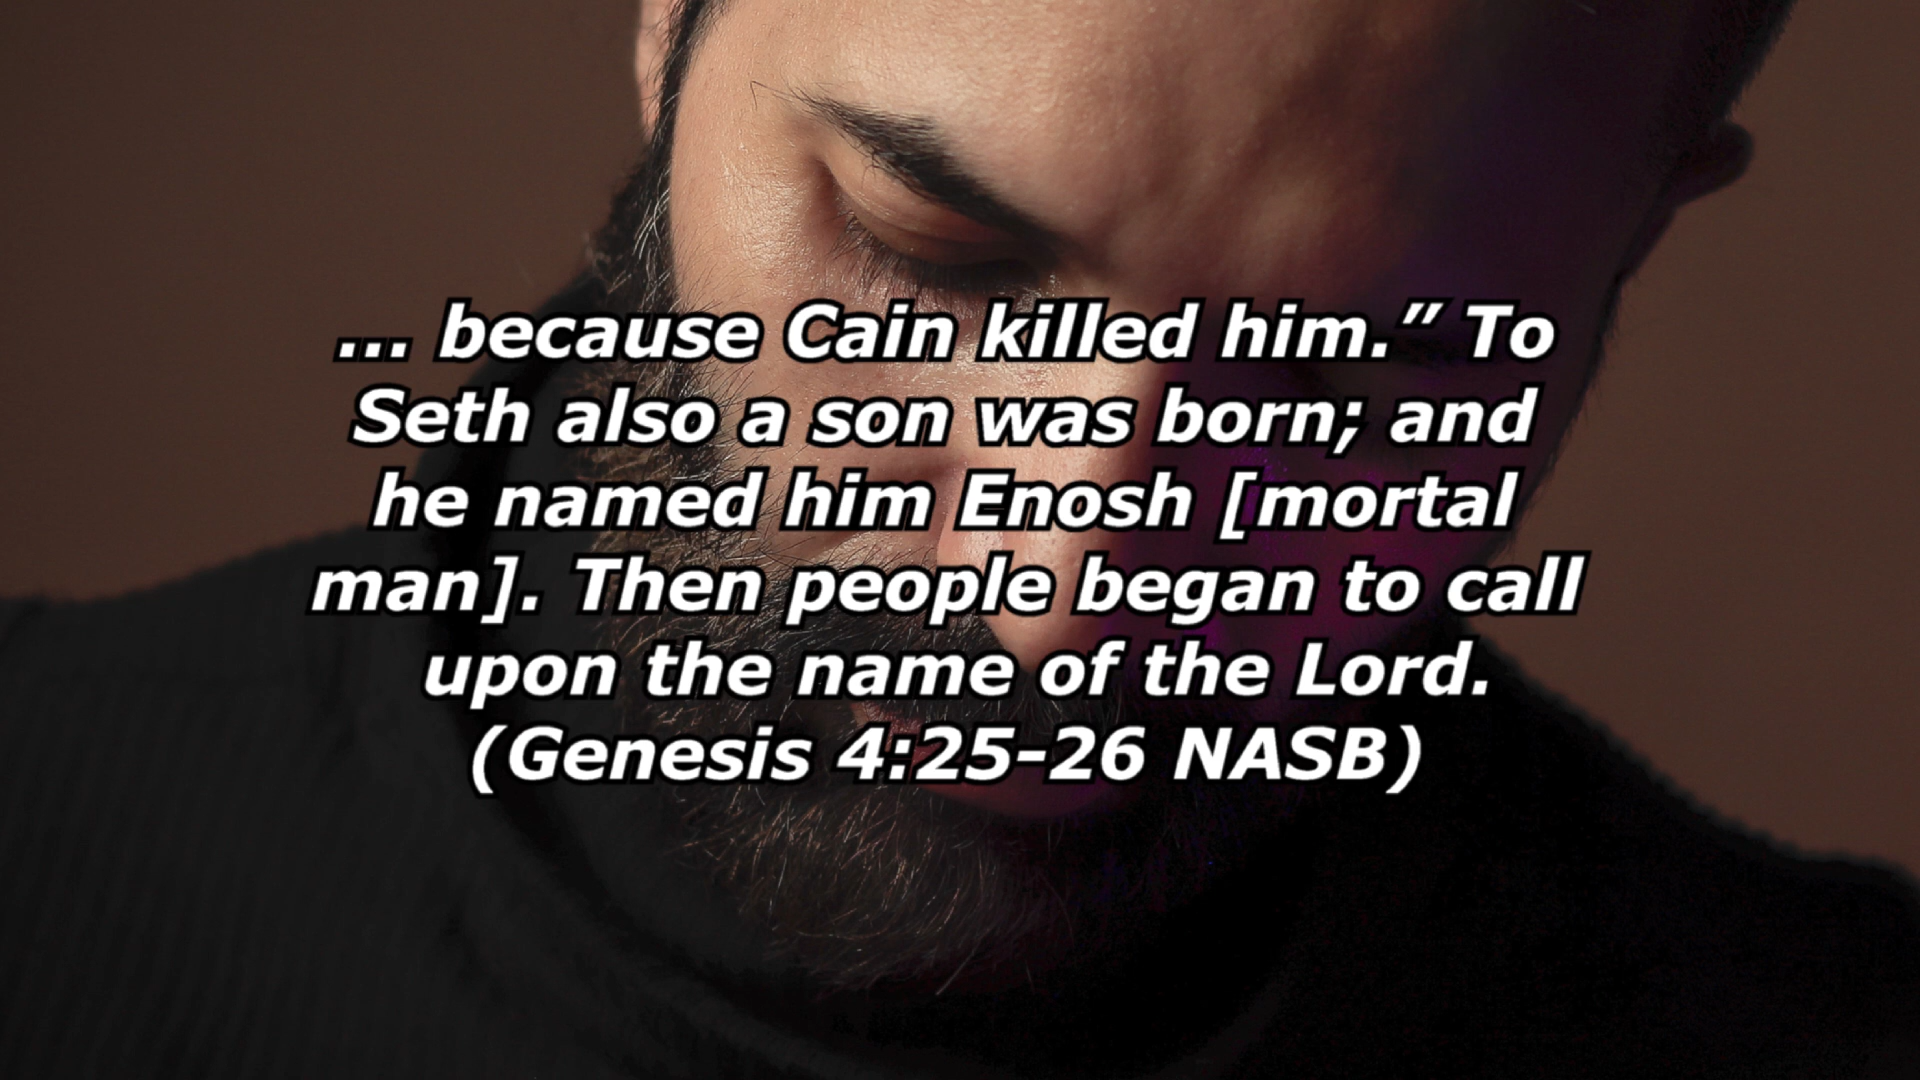 ... because Cain killed him.” To
Seth also a son was born; and
he named him Enosh [mortal
man]. Then people began to call
upon the name of the Lord.
(Genesis 4:25-26 NASB)